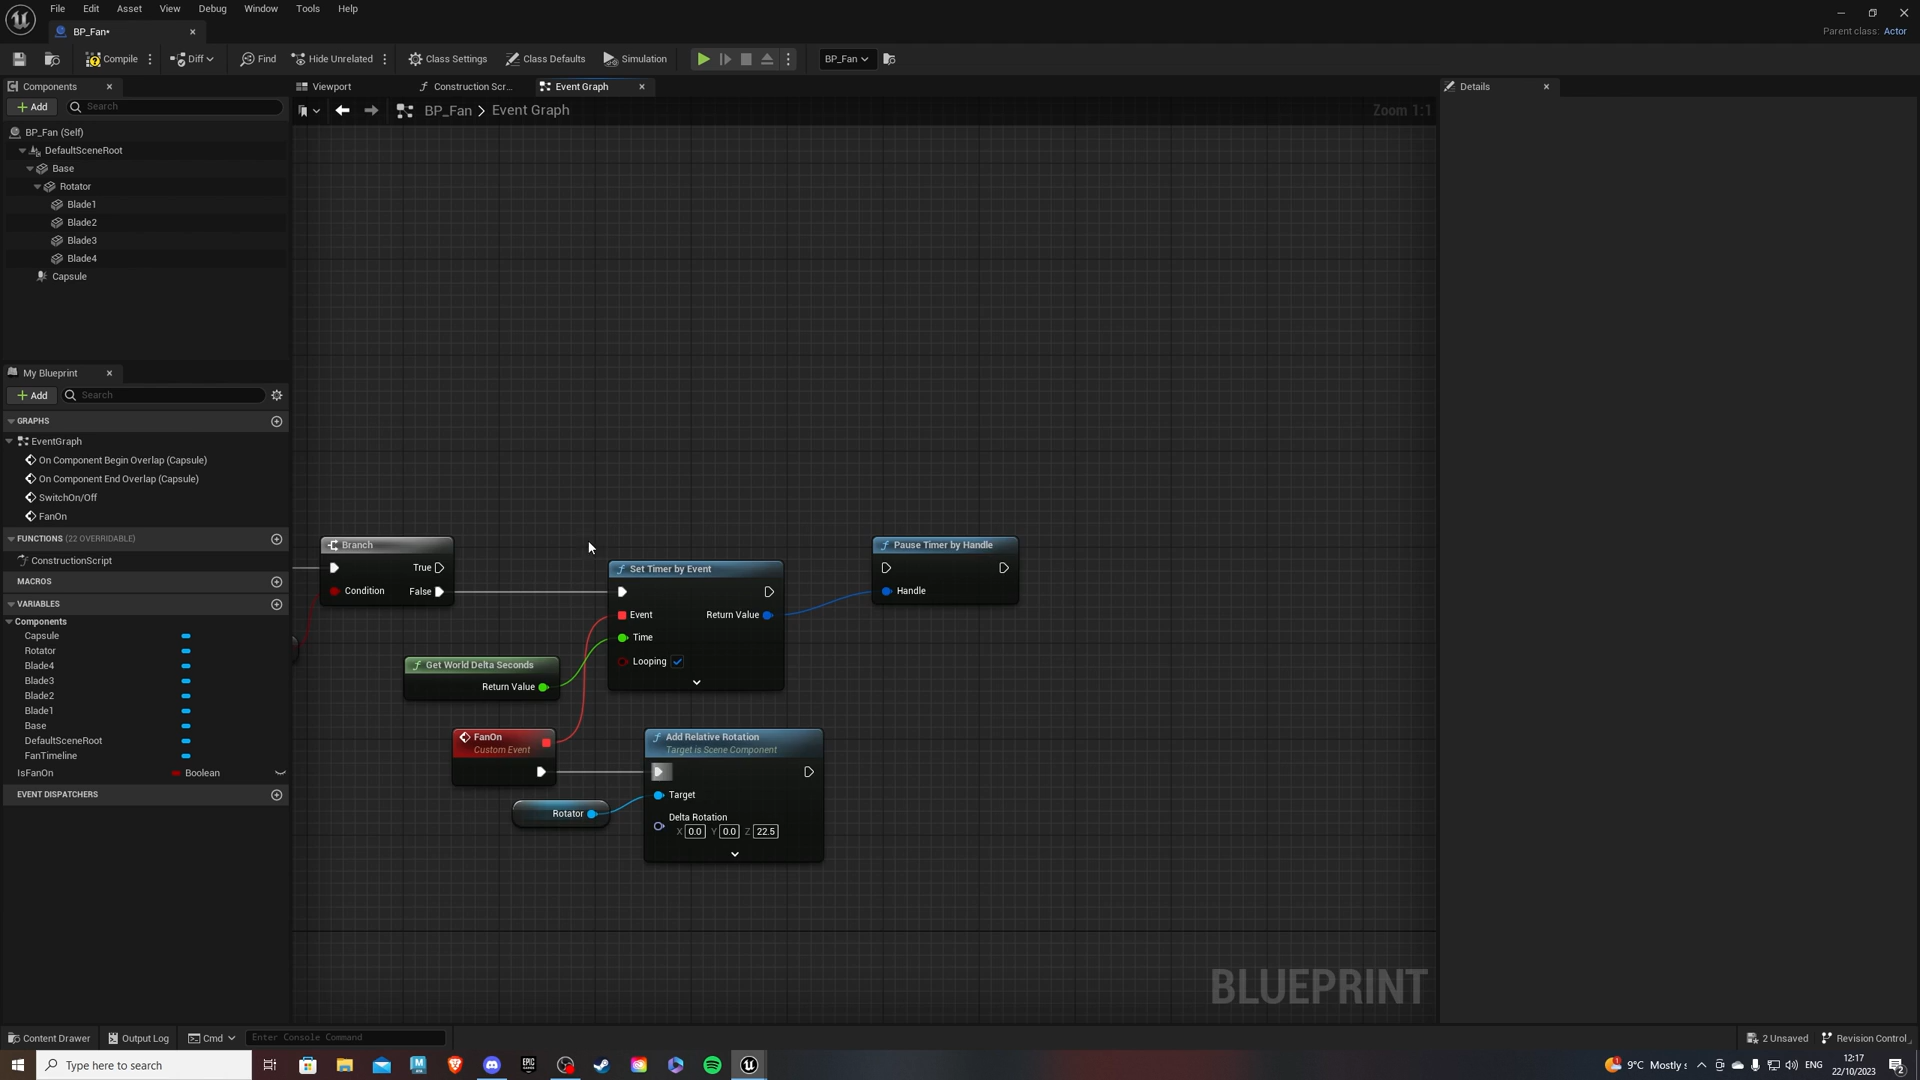 File Edit Asset View Debug Window Tools Help
BP_Fan•
Parent class: Actor
Compile Diff Find Hide Unrelated Class Settings Class Defaults Simulation BP_Fan
Components
Viewport Construction Scr... Event Graph
Details
Add Search
BP_Fan > Event Graph
Zoom 1:1
BP_Fan (Self)
DefaultSceneRoot
Base
Rotator
Blade1
Blade2
Blade3
Blade4
Capsule
My Blueprint
Add Search
GRAPHS
EventGraph
On Component Begin Overlap (Capsule)
On Component End Overlap (Capsule)
SwitchOn/Off
FanOn
FUNCTIONS (22 OVERRIDABLE)
ConstructionScript
MACROS
VARIABLES
Components
Capsule
Rotator
Blade4
Blade3
Blade2
Blade1
Base
DefaultSceneRoot
FanTimeline
IsFanOn Boolean
EVENT DISPATCHERS
Branch
True
Condition False
Set Timer by Event
Event Return Value
Time
Looping
Pause Timer by Handle
Handle
Get World Delta Seconds
Return Value
FanOn
Custom Event
Add Relative Rotation
Target is Scene Component
Target
Rotator
Delta Rotation
X 0.0 Y 0.0 Z 22.5
BLUEPRINT
Content Drawer Output Log Cmd Enter Console Command
2 Unsaved Revision Control
Type here to search
9°C Mostly s ENG
12:17
22/10/2023
2